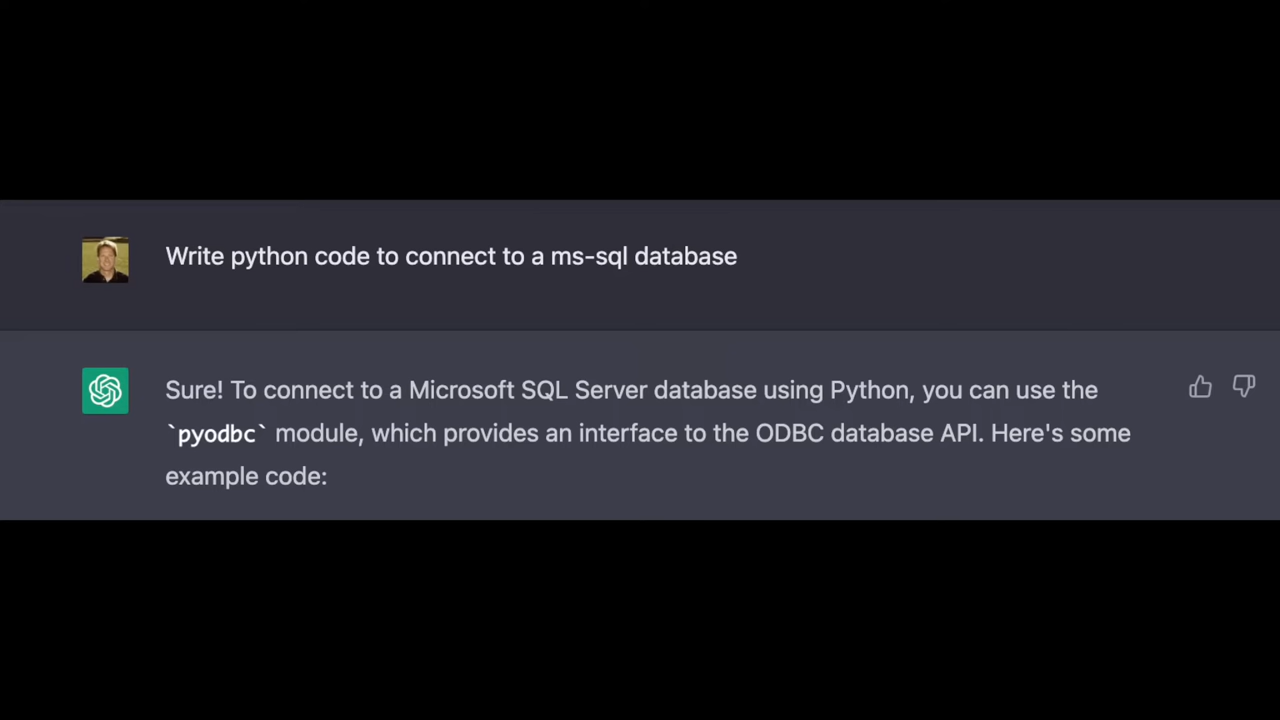 Write python code to connect to a ms-sql database
Sure! To connect to a Microsoft SQL Server database using Python, you can use the
`pyodbc` module, which provides an interface to the ODBC database API. Here's some
example code: